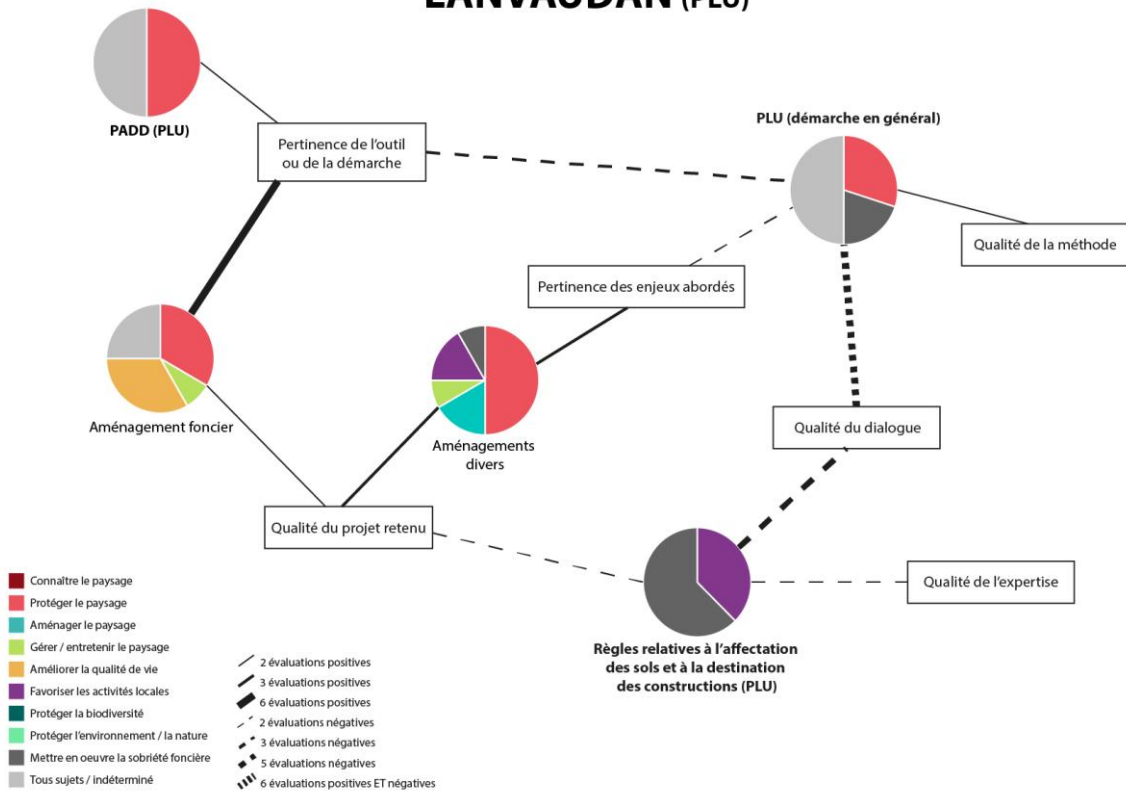 LANVAUDAN (PLU)
PADD (PLU)
Pertinence de l'outil
ou de la démarche
PLU (démarche en général)
Qualité de la méthode
Pertinence des enjeux abordés
Aménagement foncier
Aménagements
divers
Qualité du dialogue
Qualité du projet retenu
Qualité de l'expertise
Règles relatives à l'affectation
des sols et à la destination
des constructions (PLU)
Connaître le paysage
Protéger le paysage
Aménager le paysage
Gérer / entretenir le paysage
Améliorer la qualité de vie
Favoriser les activités locales
Protéger la biodiversité
Protéger l'environnement / la nature
Mettre en oeuvre la sobriété foncière
Tous sujets / indéterminé
2 évaluations positives
3 évaluations positives
6 évaluations positives
2 évaluations négatives
3 évaluations négatives
5 évaluations négatives
6 évaluations positives ET négatives